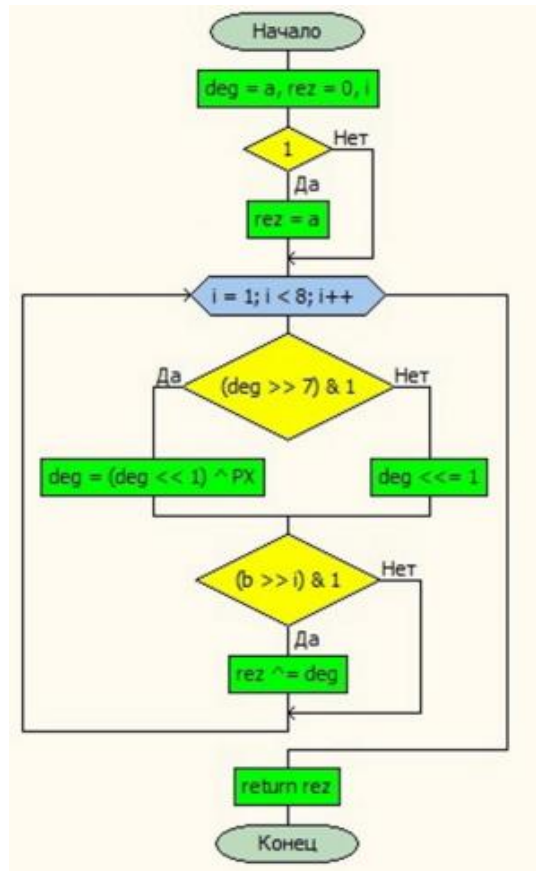 Начало
deg = a, rez = 0, i
1
Нет
Да
rez = a
i = 1; i < 8; i++
Да
(deg >> 7) & 1
Нет
deg = (deg << 1) ^ PX
deg <<= 1
(b >> i) & 1
Нет
Да
rez ^= deg
return rez
Конец